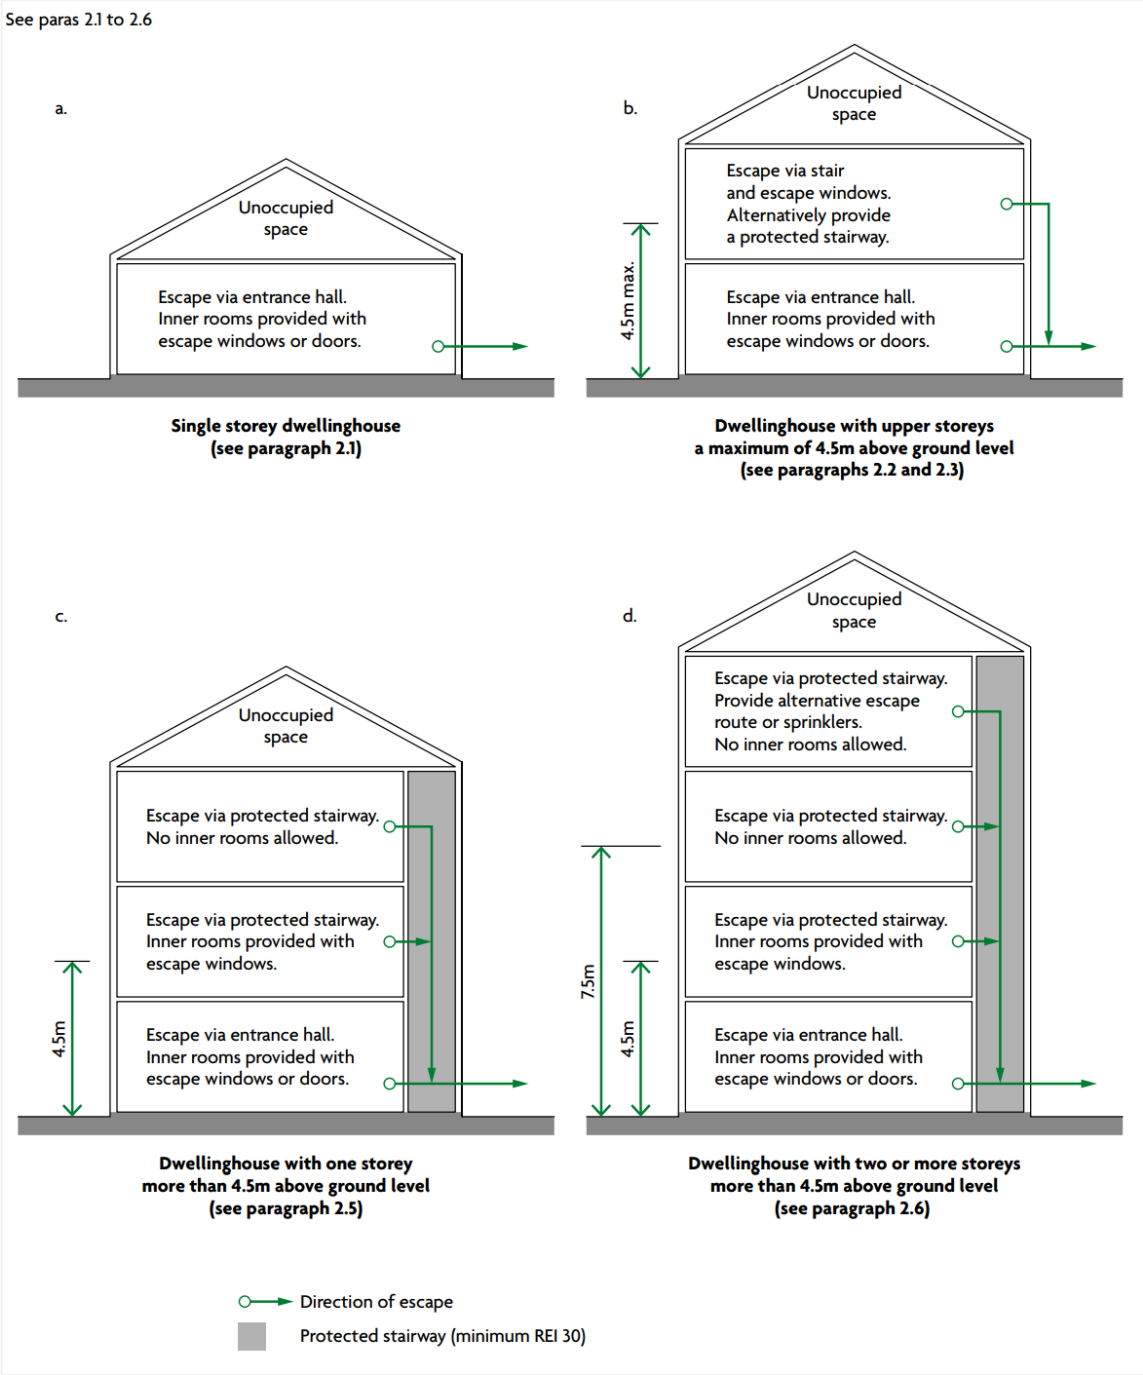 See paras 2.1 to 2.6
a.
Unoccupied
space
Escape via entrance hall.
Inner rooms provided with
escape windows or doors.
Single storey dwellinghouse
(see paragraph 2.1)
b.
Unoccupied
space
Escape via stair
and escape windows.
Alternatively provide
a protected stairway.
4.5m max.
Escape via entrance hall.
Inner rooms provided with
escape windows or doors.
Dwellinghouse with upper storeys
a maximum of 4.5m above ground level
(see paragraphs 2.2 and 2.3)
c.
Unoccupied
space
Escape via protected stairway.
No inner rooms allowed.
Escape via protected stairway.
Inner rooms provided with
escape windows.
4.5m
Escape via entrance hall.
Inner rooms provided with
escape windows or doors.
Dwellinghouse with one storey
more than 4.5m above ground level
(see paragraph 2.5)
d.
Unoccupied
space
Escape via protected stairway.
Provide alternative escape
route or sprinklers.
No inner rooms allowed.
Escape via protected stairway.
No inner rooms allowed.
Escape via protected stairway.
Inner rooms provided with
escape windows.
7.5m
4.5m
Escape via entrance hall.
Inner rooms provided with
escape windows or doors.
Dwellinghouse with two or more storeys
more than 4.5m above ground level
(see paragraph 2.6)
Direction of escape
Protected stairway (minimum REI 30)